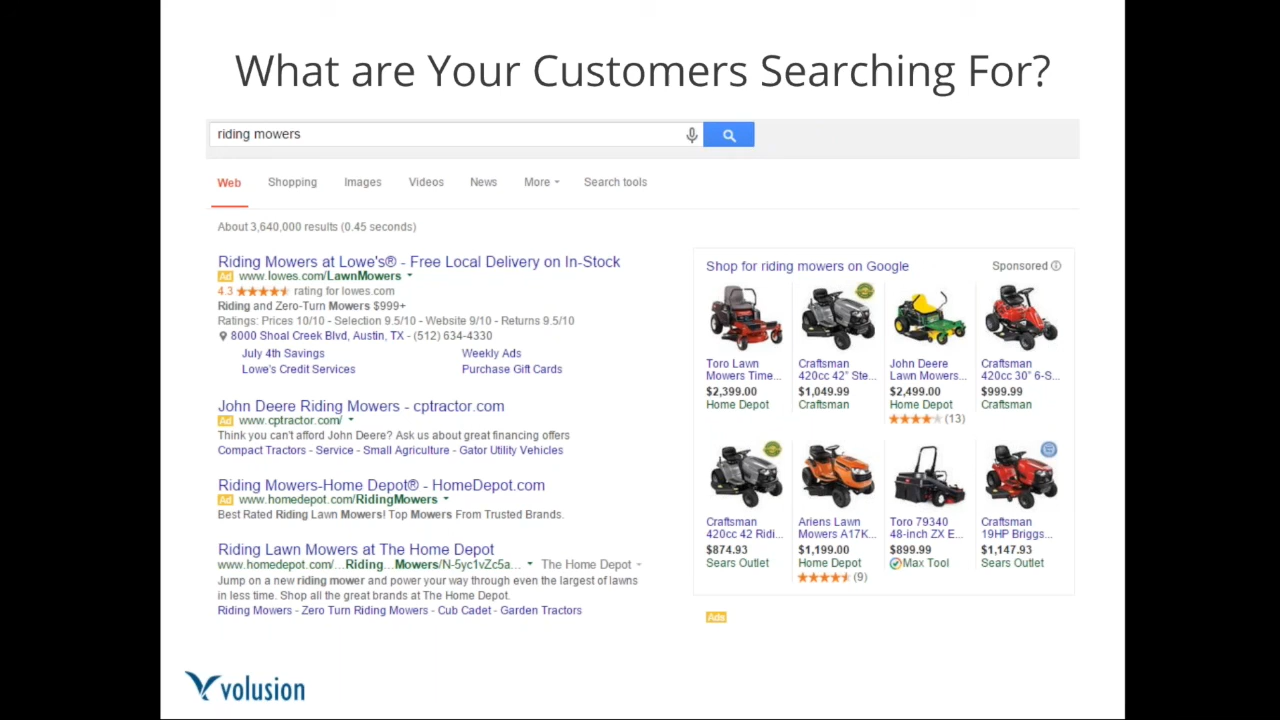 What are Your Customers Searching For?
riding mowers
Web Shopping Images Videos News More Search tools
About 3,640,000 results (0.45 seconds)
Riding Mowers at Lowe's® - Free Local Delivery on In-Stock
Ad www.lowes.com/LawnMowers
4.3 ★★★★★ rating for lowes.com
Riding and Zero-Turn Mowers $999+
Ratings: Prices 10/10 - Selection 9.5/10 - Website 9/10 - Returns 9.5/10
8000 Shoal Creek Blvd, Austin, TX - (512) 634-4330
July 4th Savings Weekly Ads
Lowe's Credit Services Purchase Gift Cards
John Deere Riding Mowers - cptractor.com
Ad www.cptractor.com/
Think you can't afford John Deere? Ask us about great financing offers
Compact Tractors - Service - Small Agriculture - Gator Utility Vehicles
Riding Mowers-Home Depot® - HomeDepot.com
Ad www.homedepot.com/RidingMowers
Best Rated Riding Lawn Mowers! Top Mowers From Trusted Brands.
Riding Lawn Mowers at The Home Depot
www.homedepot.com/...Riding...Mowers/N-5yc1vZc5a... The Home Depot
Jump on a new riding mower and power your way through even the largest of lawns
in less time. Shop all the great brands at The Home Depot.
Riding Mowers - Zero Turn Riding Mowers - Cub Cadet - Garden Tractors
Shop for riding mowers on Google Sponsored
Toro Lawn Craftsman John Deere Craftsman
Mowers Time... 420cc 42" Ste... Lawn Mowers... 420cc 30" 6-S...
$2,399.00 $1,049.99 $2,499.00 $999.99
Home Depot Craftsman Home Depot Craftsman
(13)
Craftsman Ariens Lawn Toro 79340 Craftsman
420cc 42 Ridi... Mowers A17K... 48-inch ZX E... 19HP Briggs...
$874.93 $1,199.00 $899.99 $1,147.93
Sears Outlet Home Depot Max Tool Sears Outlet
(9)
Ads
volusion